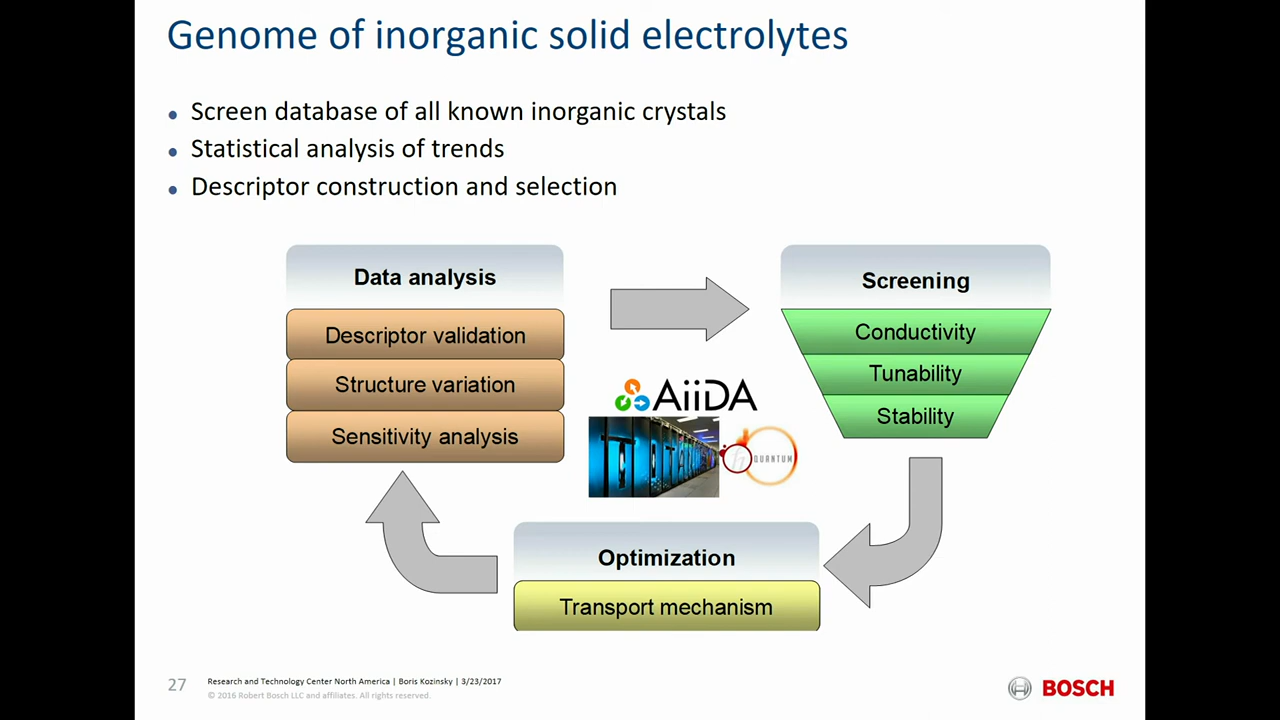 Genome of inorganic solid electrolytes
• Screen database of all known inorganic crystals
• Statistical analysis of trends
• Descriptor construction and selection
Data analysis
Descriptor validation
Structure variation
Sensitivity analysis
Screening
Conductivity
Tunability
Stability
AiiDA
TITAN
QUANTUM
Optimization
Transport mechanism
27
Research and Technology Center North America | Boris Kozinsky | 3/23/2017
© 2016 Robert Bosch LLC and affiliates. All rights reserved.
BOSCH